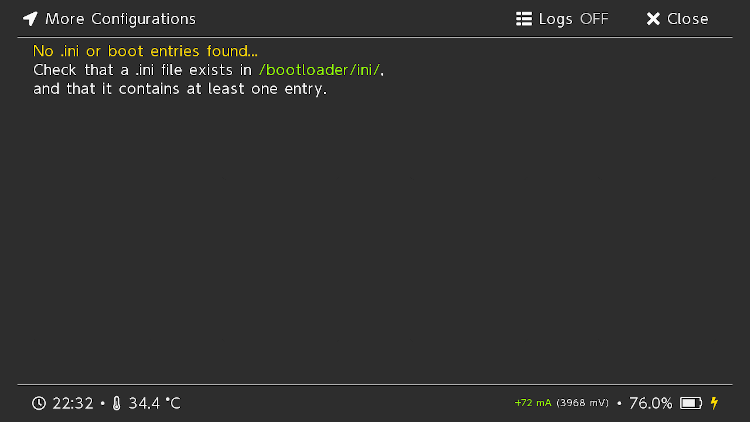 More Configurations
Logs OFF
Close
No .ini or boot entries found...
Check that a .ini file exists in /bootloader/ini/,
and that it contains at least one entry.
22:32 • 34.4 °C
+72 mA (3968 mV) • 76.0%